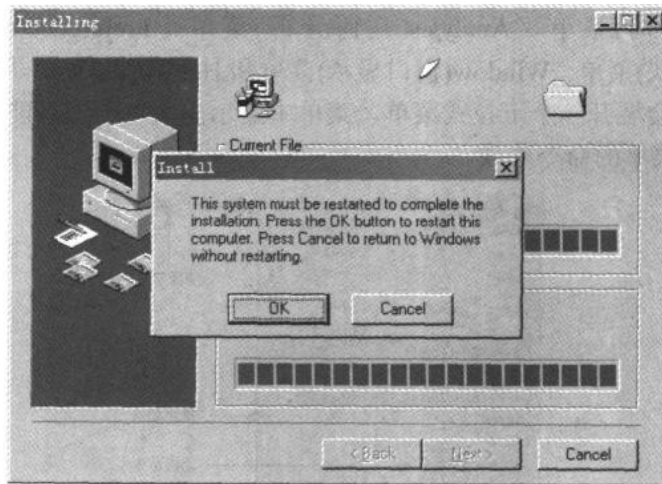 Installing
Current File
Install
This system must be restarted to complete the
installation. Press the OK button to restart this
computer. Press Cancel to return to Windows
without restarting.
OK
Cancel
< Back
Next >
Cancel